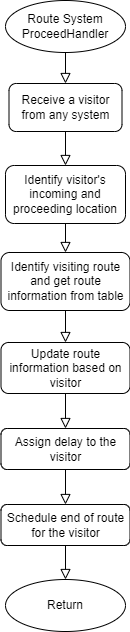 Route System
ProceedHandler
Receive a visitor
from any system
Identify visitor's
incoming and
proceeding location
Identify visiting route
and get route
information from table
Update route
information based on
visitor
Assign delay to the
visitor
Schedule end of route
for the visitor
Return